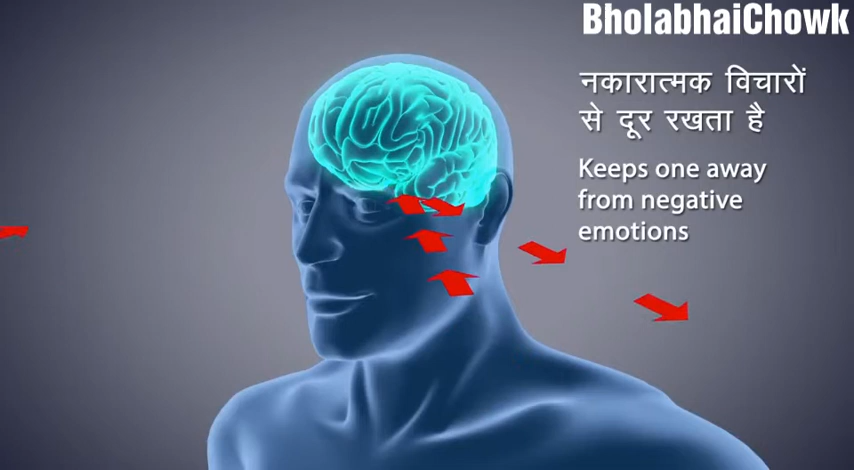 BholabhaiChowk
नकारात्मक विचारों
से दूर रखता है
Keeps one away
from negative
emotions